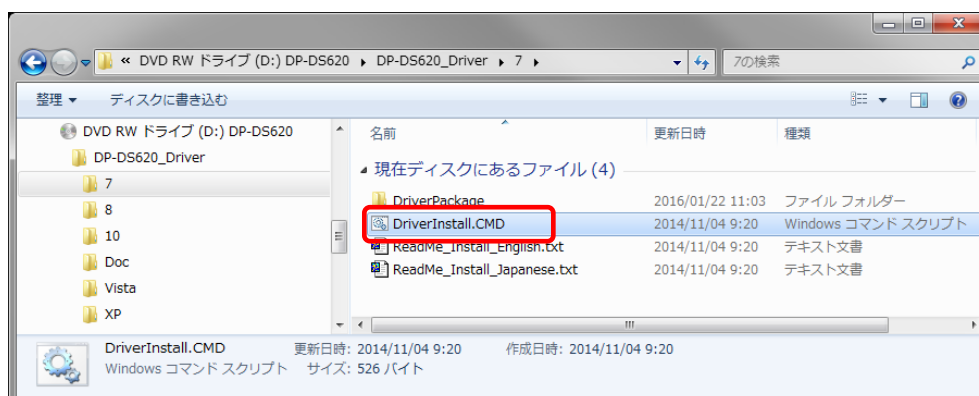 « DVD RW ドライブ (D:) DP-DS620 ▸ DP-DS620_Driver ▸ 7 ▸ 7の検索
整理 ▼ ディスクに書き込む
DVD RW ドライブ (D:) DP-DS620
DP-DS620_Driver
7
8
10
Doc
Vista
XP
名前 更新日時 種類
現在ディスクにあるファイル (4)
DriverPackage 2016/01/22 11:03 ファイル フォルダー
DriverInstall.CMD 2014/11/04 9:20 Windows コマンド スクリプト
ReadMe_Install_English.txt 2014/11/04 9:20 テキスト文書
ReadMe_Install_Japanese.txt 2014/11/04 9:20 テキスト文書
DriverInstall.CMD 更新日時: 2014/11/04 9:20 作成日時: 2014/11/04 9:20
Windows コマンド スクリプト サイズ: 526 バイト